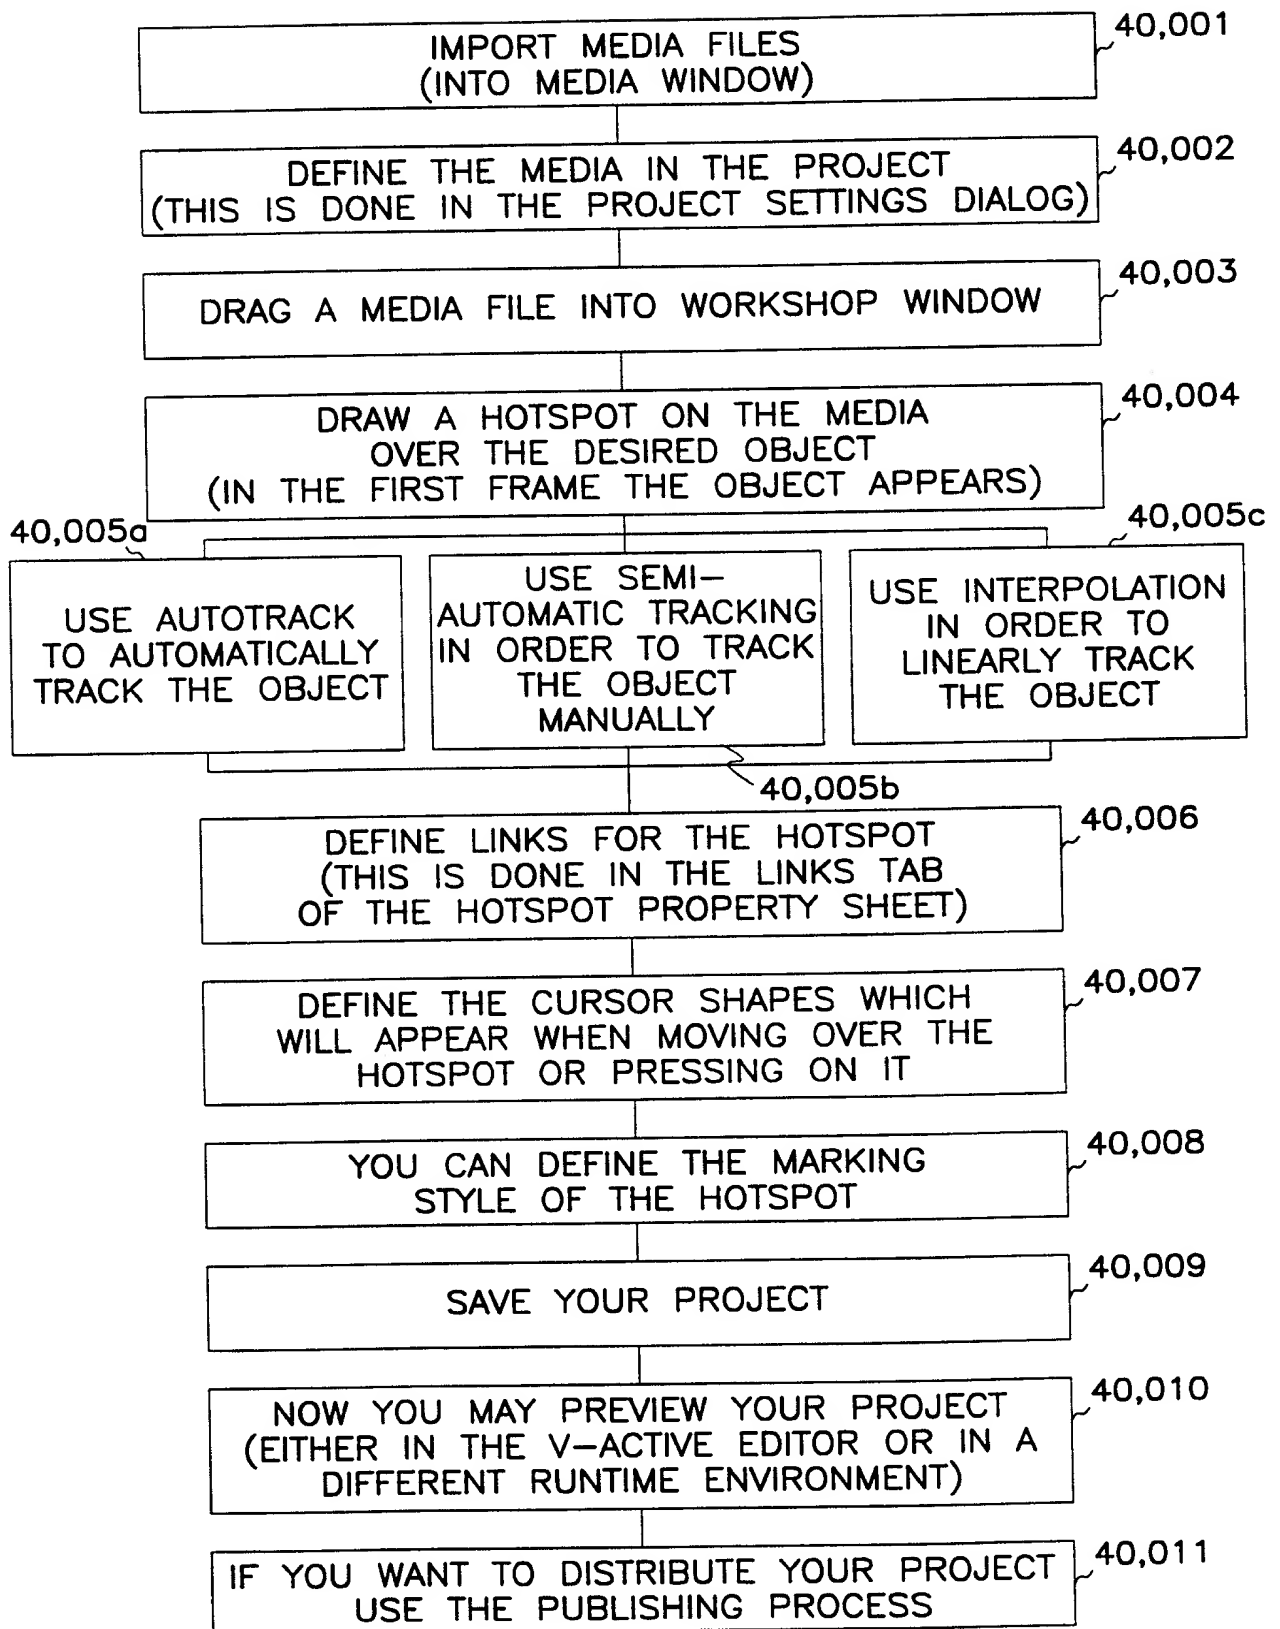 IMPORT MEDIA FILES
(INTO MEDIA WINDOW)
40,001
DEFINE THE MEDIA IN THE PROJECT
(THIS IS DONE IN THE PROJECT SETTINGS DIALOG)
40,002
DRAG A MEDIA FILE INTO WORKSHOP WINDOW
40,003
DRAW A HOTSPOT ON THE MEDIA
OVER THE DESIRED OBJECT
(IN THE FIRST FRAME THE OBJECT APPEARS)
40,004
40,005a
USE AUTOTRACK
TO AUTOMATICALLY
TRACK THE OBJECT
USE SEMI-
AUTOMATIC TRACKING
IN ORDER TO TRACK
THE OBJECT
MANUALLY
40,005b
40,005c
USE INTERPOLATION
IN ORDER TO
LINEARLY TRACK
THE OBJECT
DEFINE LINKS FOR THE HOTSPOT
(THIS IS DONE IN THE LINKS TAB
OF THE HOTSPOT PROPERTY SHEET)
40,006
DEFINE THE CURSOR SHAPES WHICH
WILL APPEAR WHEN MOVING OVER THE
HOTSPOT OR PRESSING ON IT
40,007
YOU CAN DEFINE THE MARKING
STYLE OF THE HOTSPOT
40,008
SAVE YOUR PROJECT
40,009
NOW YOU MAY PREVIEW YOUR PROJECT
(EITHER IN THE V-ACTIVE EDITOR OR IN A
DIFFERENT RUNTIME ENVIRONMENT)
40,010
IF YOU WANT TO DISTRIBUTE YOUR PROJECT
USE THE PUBLISHING PROCESS
40,011